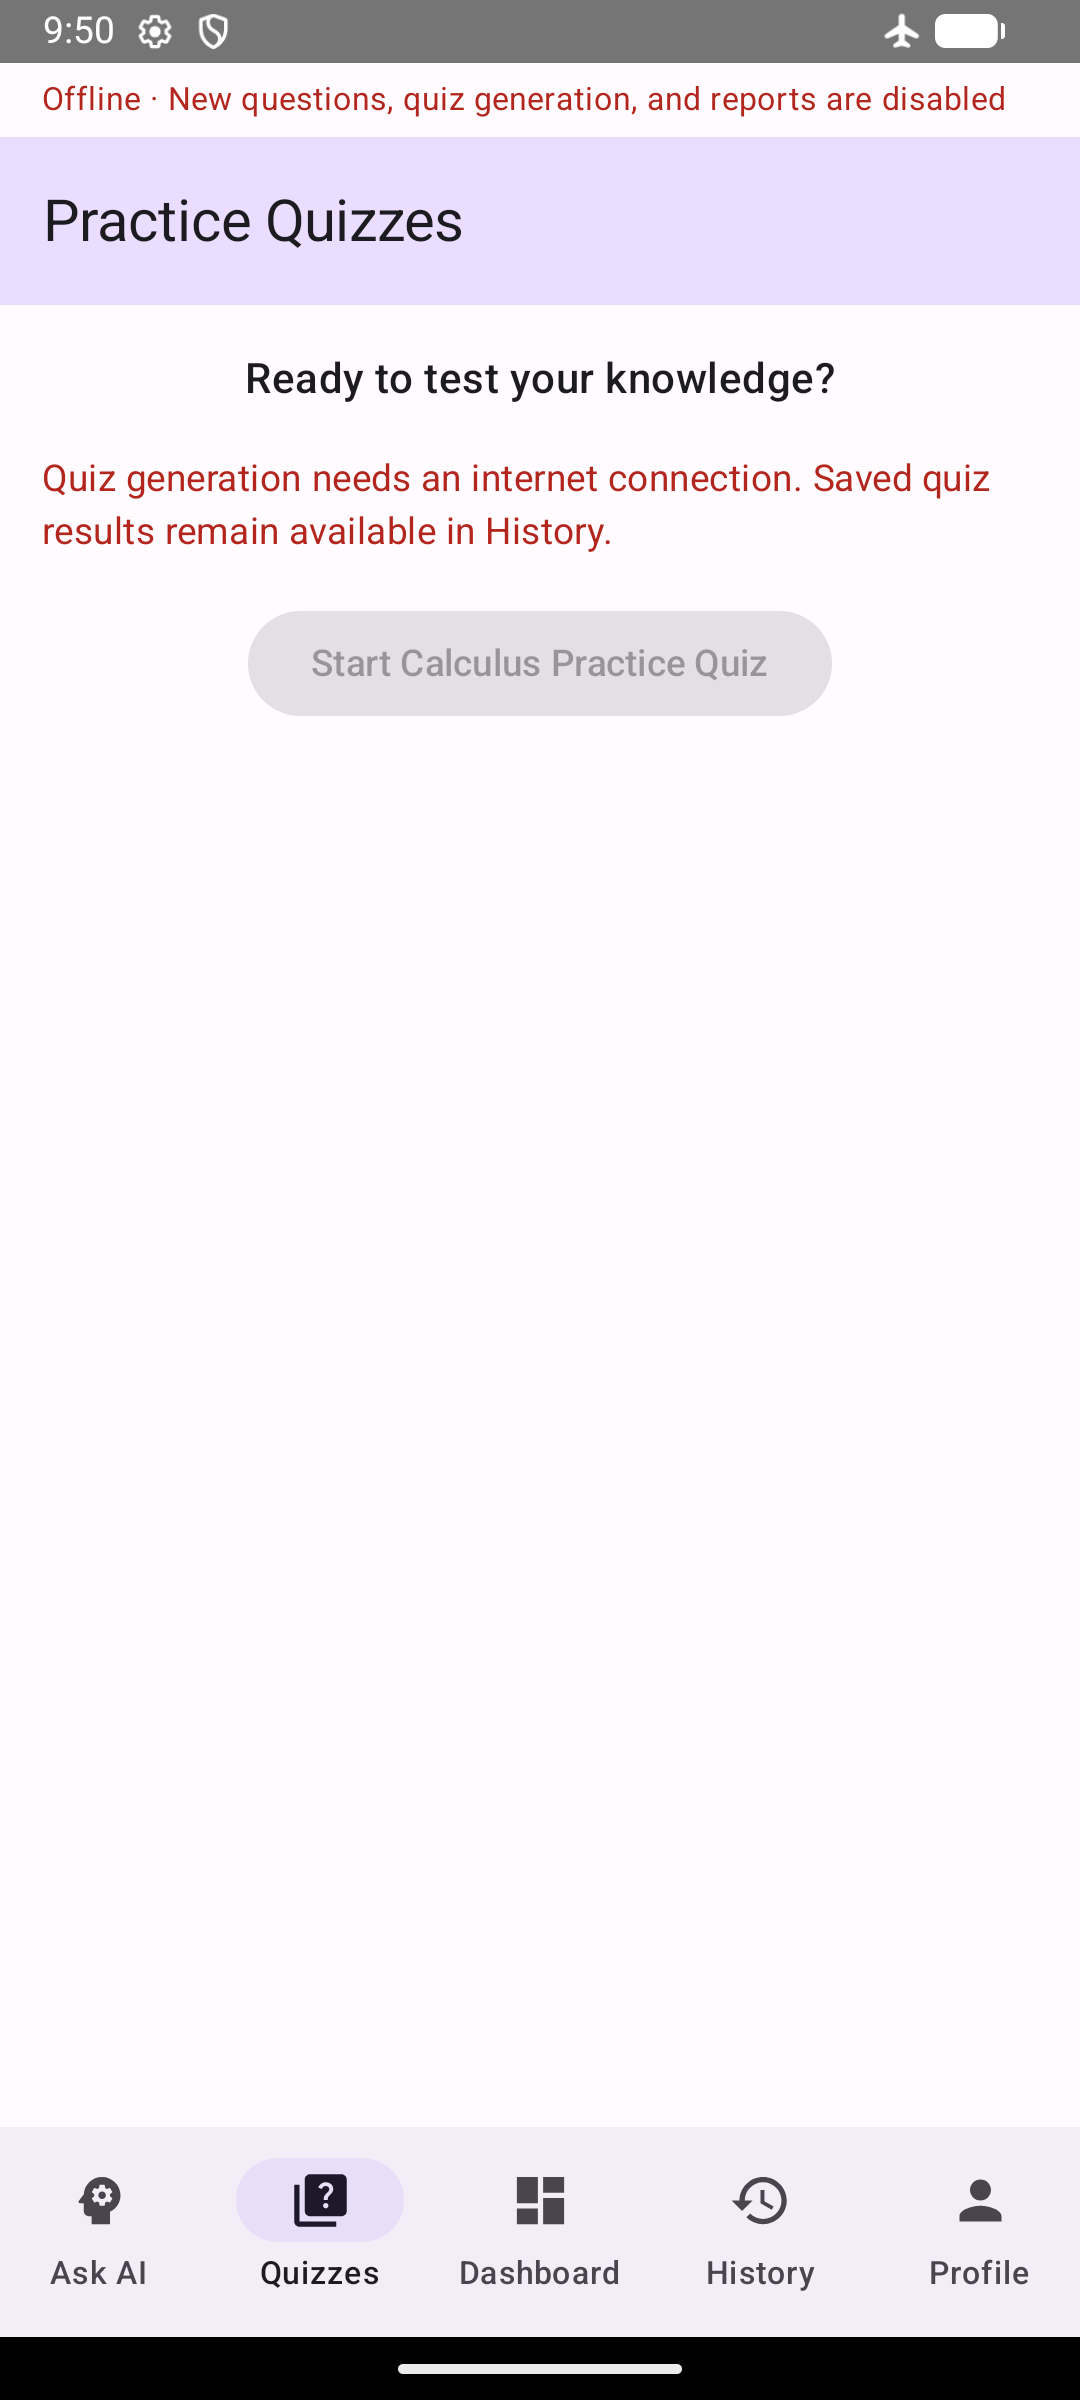 9:50
Offline · New questions, quiz generation, and reports are disabled
Practice Quizzes
Ready to test your knowledge?
Quiz generation needs an internet connection. Saved quiz
results remain available in History.
Start Calculus Practice Quiz
Ask AI
Quizzes
Dashboard
History
Profile